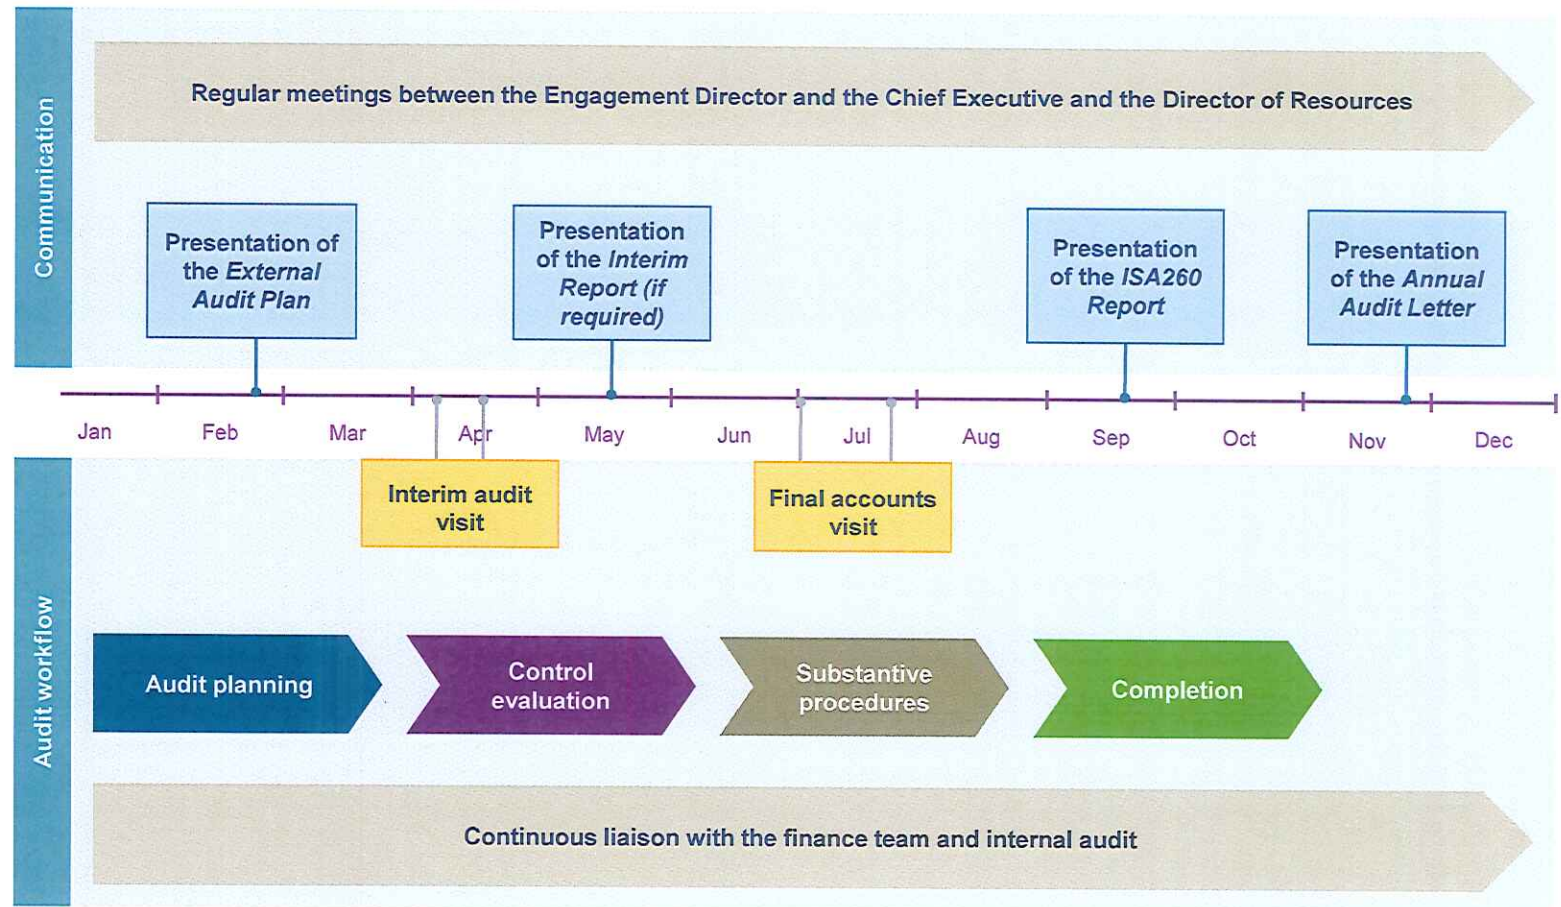 Communication
Regular meetings between the Engagement Director and the Chief Executive and the Director of Resources
Presentation of
the External
Audit Plan
Presentation
of the Interim
Report (if
required)
Presentation
of the ISA260
Report
Presentation
of the Annual
Audit Letter
Jan Feb Mar Apr May Jun Jul Aug Sep Oct Nov Dec
Audit workflow
Interim audit
visit
Final accounts
visit
Audit planning
Control
evaluation
Substantive
procedures
Completion
Continuous liaison with the finance team and internal audit